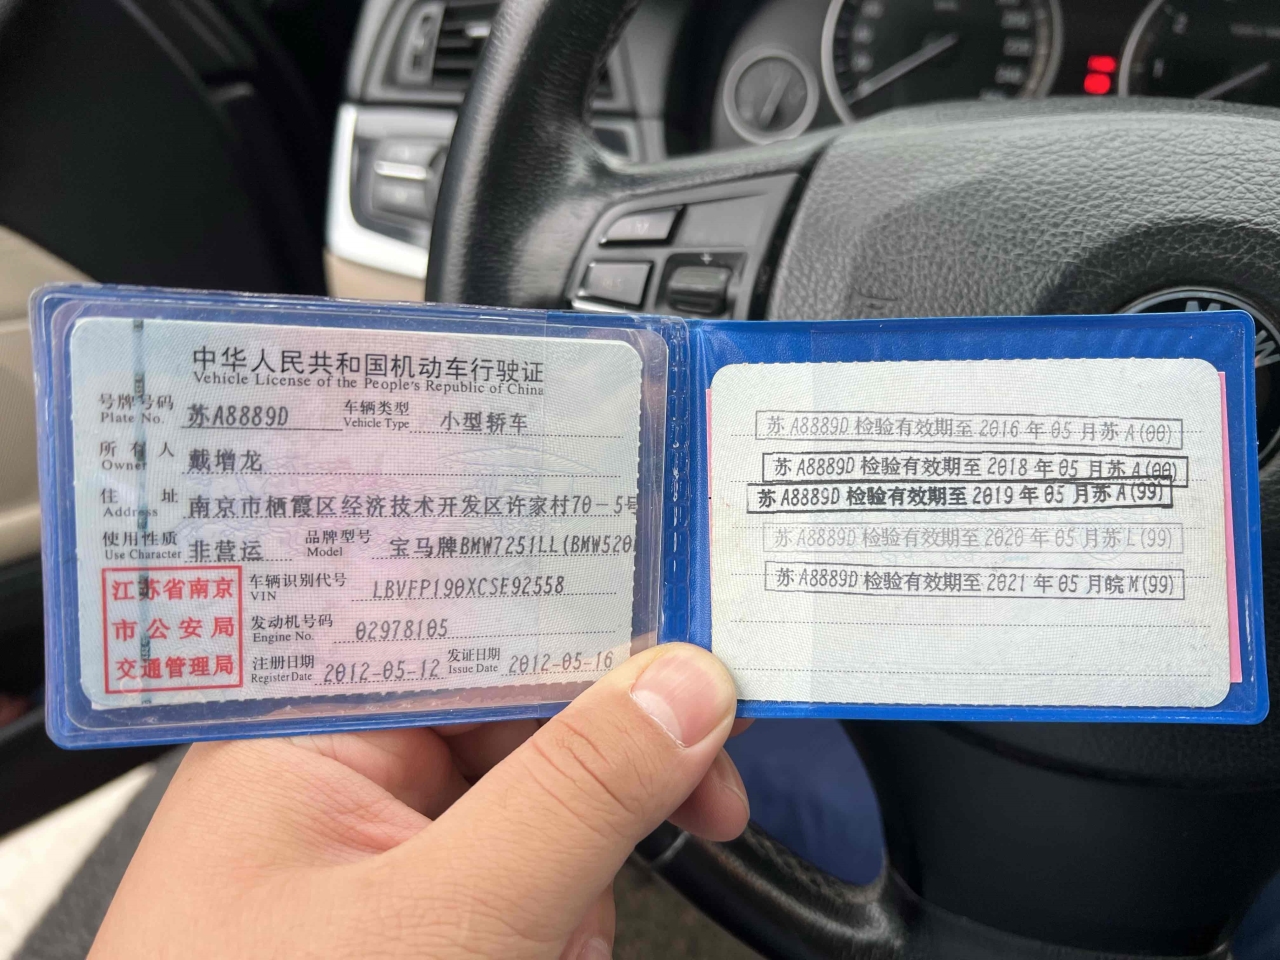 中华人民共和国机动车行驶证
Vehicle License of the People's Republic of China
号牌号码 苏A8889D 车辆类型 小型轿车
Plate No. Vehicle Type
所有人 戴增龙
Owner
住址 南京市栖霞区经济技术开发区许家村70-5号
Address
使用性质 非营运 品牌型号 宝马牌BMW7251LL(BMW520
Use Character Model
江苏省南京
市公安局
交通管理局
车辆识别代号 LBVFP190XCSE92558
VIN
发动机号码 02978105
Engine No.
注册日期 2012-05-12 发证日期 2012-05-16
Register Date Issue Date
苏A8889D 检验有效期至 2016 年 05 月苏A(00)
苏A8889D 检验有效期至 2018 年 05 月苏A(00)
苏A8889D 检验有效期至 2019 年 05 月苏A(99)
苏A8889D 检验有效期至 2020 年 05 月苏L(99)
苏A8889D 检验有效期至 2021 年 05 月皖M(99)